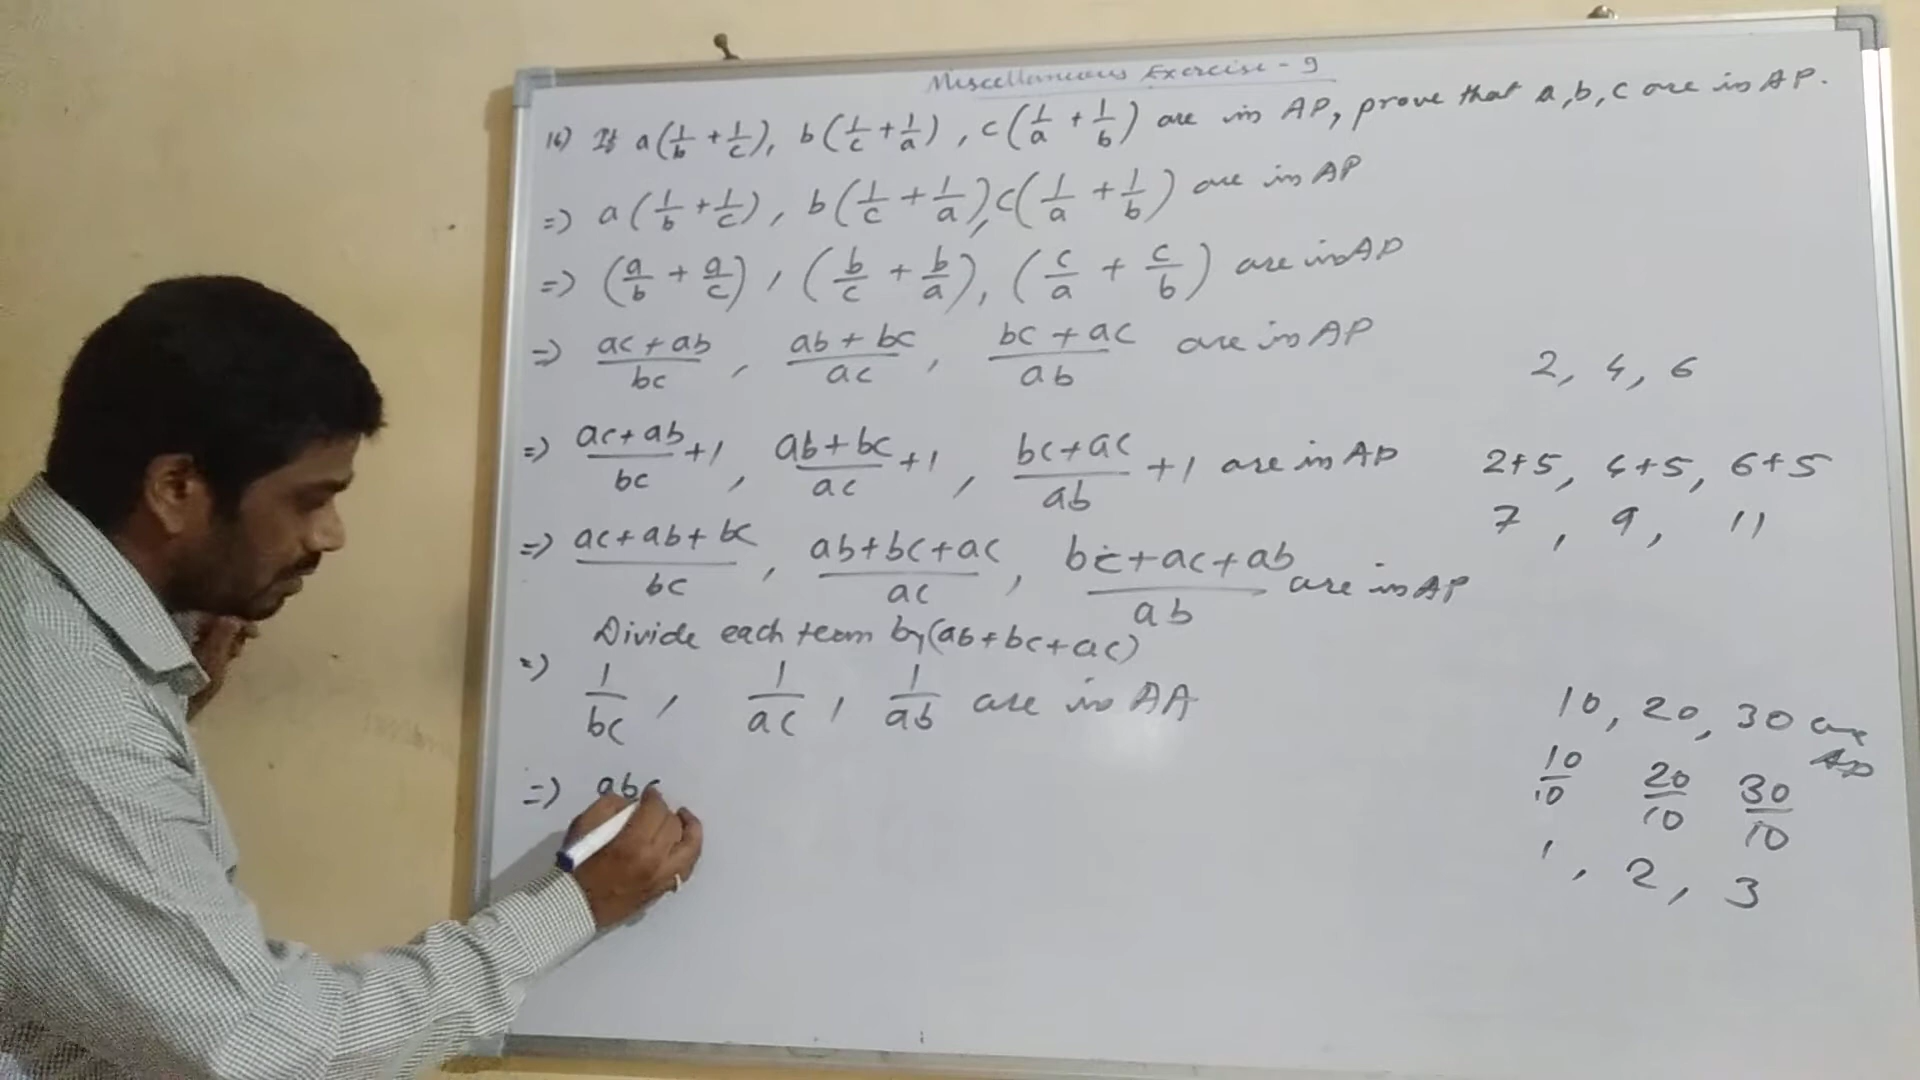 Miscellaneous Exercise - 9
16) If a(1/b + 1/c), b(1/c + 1/a), c(1/a + 1/b) are in AP, prove that a, b, c are in AP.
=> a(1/b + 1/c), b(1/c + 1/a), c(1/a + 1/b) are in AP
=> (a/b + a/c), (b/c + b/a), (c/a + c/b) are in AP
=> (ac + ab)/bc, (ab + bc)/ac, (bc + ac)/ab are in AP
=> (ac + ab)/bc + 1, (ab + bc)/ac + 1, (bc + ac)/ab + 1 are in AP
=> (ac + ab + bc)/bc, (ab + bc + ac)/ac, (bc + ac + ab)/ab are in AP
Divide each term by (ab + bc + ac)
=> 1/bc, 1/ac, 1/ab are in AA
=> abc
2, 4, 6
2+5, 4+5, 6+5
7, 9, 11
10, 20, 30 are
AP
10/10 20/10 30/10
1, 2, 3